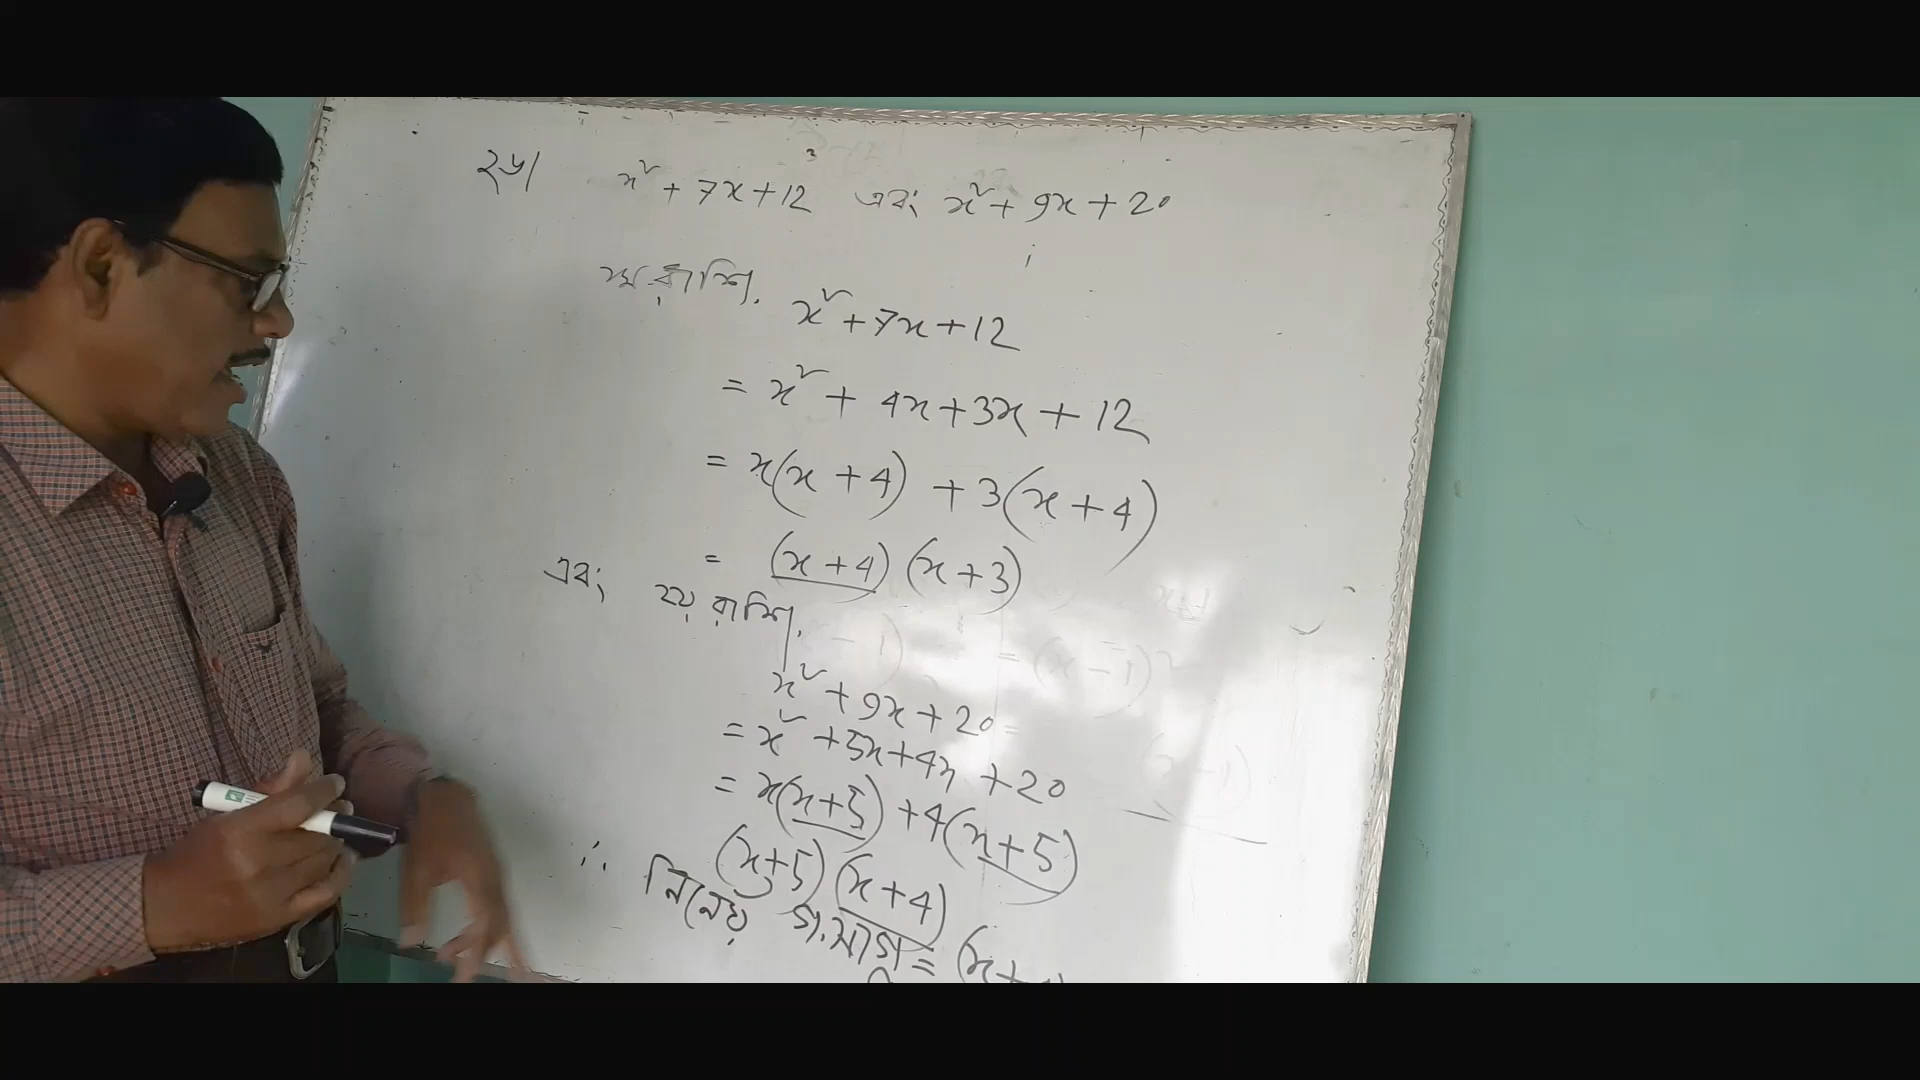 ২৬। x² + 7x + 12 এবং x² + 9x + 20
১ম রাশি,
x² + 7x + 12
= x² + 4x + 3x + 12
= x(x + 4) + 3(x + 4)
= (x + 4) (x + 3)
এবং ২য় রাশি,
x² + 9x + 20
= x² + 5x + 4x + 20
= x(x+5) + 4(x+5)
(x+5) (x+4)
∴ নির্নেয় গ.সা.গু =